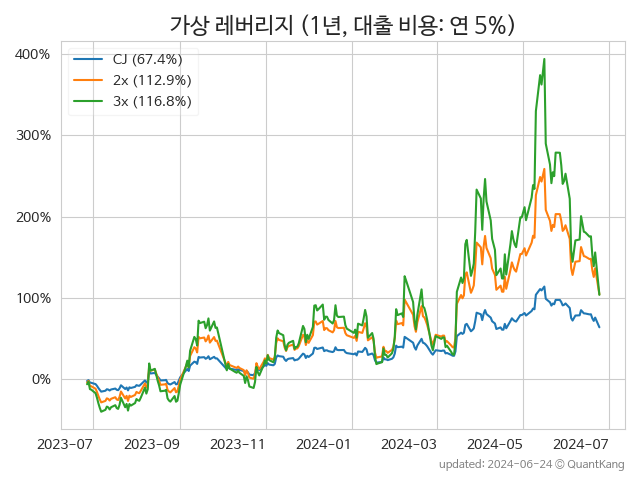 가상 레버리지 (1년, 대출 비용: 연 5%)
CJ (67.4%)
2x (112.9%)
3x (116.8%)
400%
300%
200%
100%
0%
2023-07 2023-09 2023-11 2024-01 2024-03 2024-05 2024-07
updated: 2024-06-24 © QuantKang